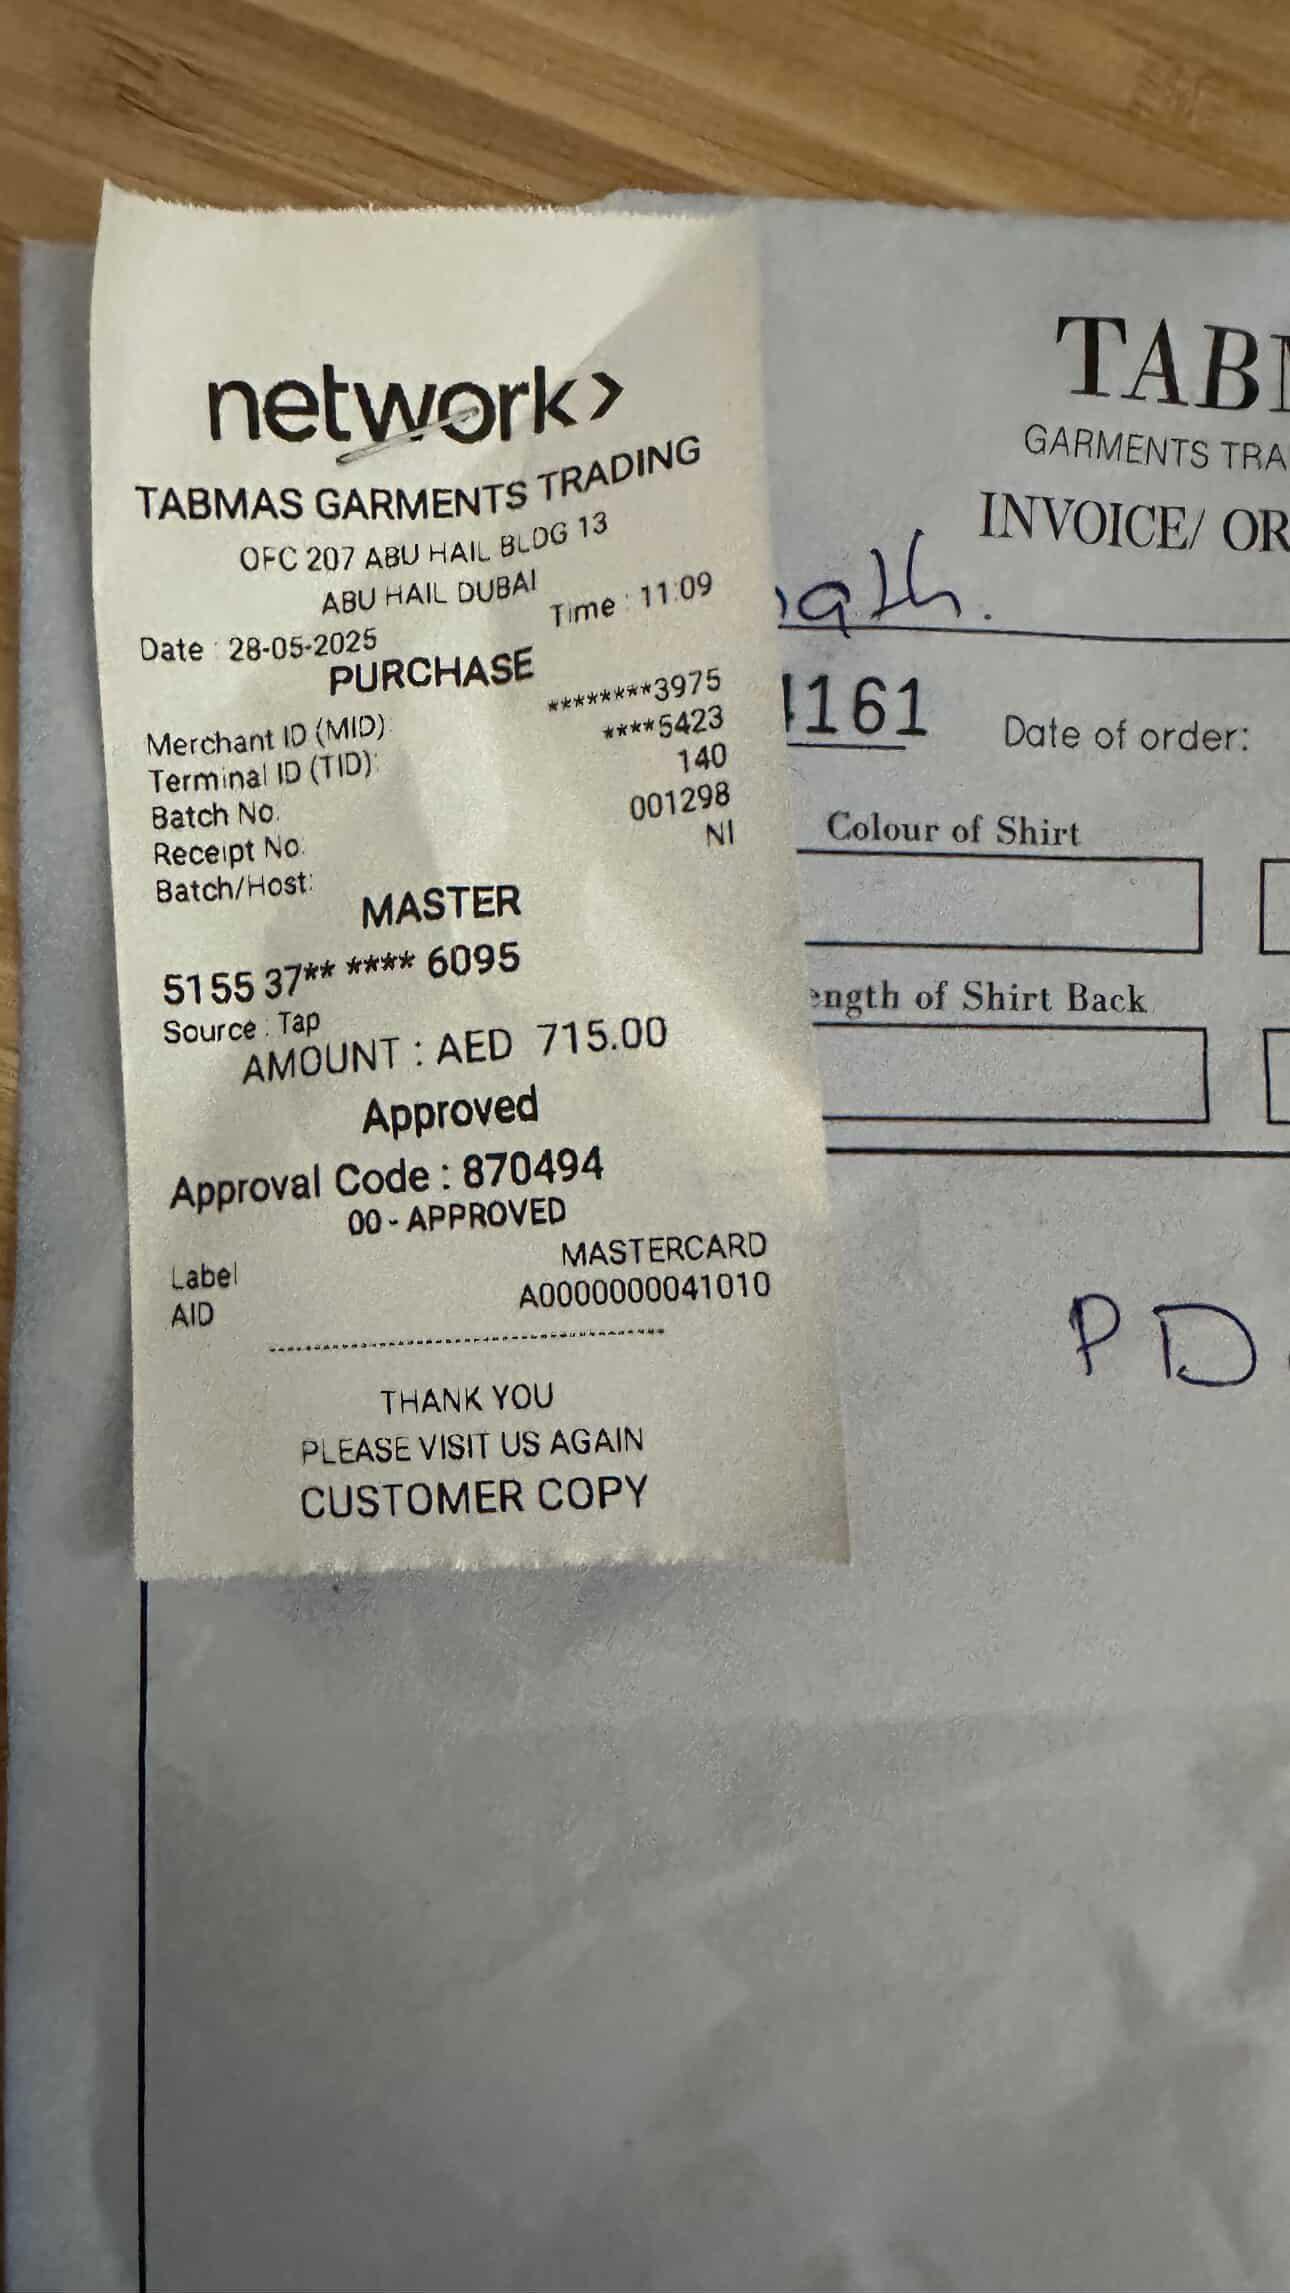 network>
TABMAS GARMENTS TRADING
OFC 207 ABU HAIL BLDG 13
ABU HAIL DUBAI
Date : 28-05-2025 Time : 11:09
PURCHASE
Merchant ID (MID): ********3975
Terminal ID (TID): ****5423
Batch No. 140
Receipt No: 001298
Batch/Host: NI
MASTER
5155 37** **** 6095
Source : Tap
AMOUNT : AED 715.00
Approved
Approval Code : 870494
00 - APPROVED
Label MASTERCARD
AID A0000000041010
THANK YOU
PLEASE VISIT US AGAIN
CUSTOMER COPY
TAB
GARMENTS TRA
INVOICE/ OR
161 Date of order:
Colour of Shirt
ength of Shirt Back
PD